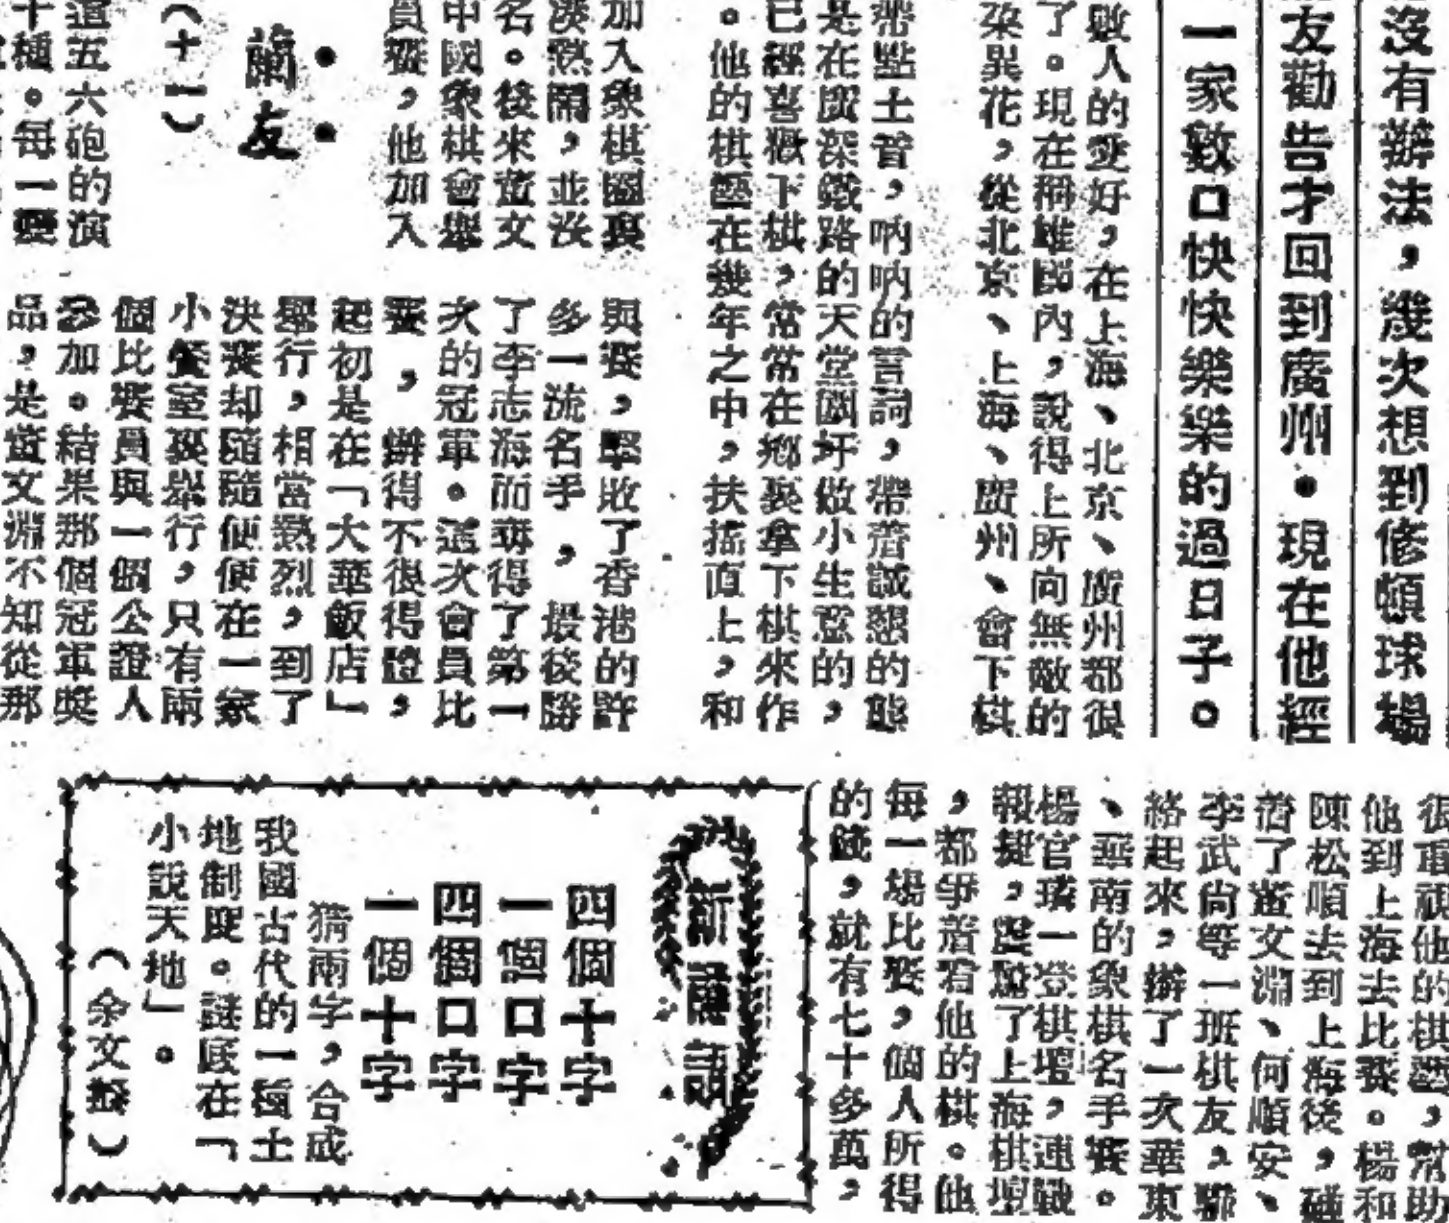 沒有辦法，幾次想到修頓球場
友勸告才回到廣州。現在他經
一家數口快快樂樂的過日子。
數人的愛好，在上海、北京、廣州都很
了。現在稱雄國內，說得上所向無敵的
染異花，從北京、上海、廣州、會下棋
帶點土音，吶吶的言詞，帶着誠懇的態
是在廣深鐵路的天堂圍圩做小生意的，
已經喜歡下棋，常常在鄉裏拿下棋來作
。他的棋藝在幾年之中，扶搖直上，和
加入象棋圈裏
湊熱鬧，並沒
名。後來董文
中國象棋會舉
員賽，他加入
蘭友
（十一）
這五六砲的演
十種。每一變
與賽，擊敗了香港的許
多一流名手，最後勝
了李志海而奪得了第一
次的冠軍。這次會員比
賽，辦得不很得體，
起初是在「大華飯店」
舉行，相當熱烈，到了
決賽却隨隨便便在一家
小餐室裏舉行，只有兩
個比賽員與一個公證人
參加。結果那個冠軍獎
品，是董文淵不知從那
很重視他的棋藝，幫助
他到上海去比賽。楊和
陳松順去到上海後，碰
着了董文淵、何順安、
李武尚等一班棋友，聯
絡起來，辦了一次華東
、華南的象棋名手賽。
楊官璘一登棋壇，連戰
報捷，震驚了上海棋壇
，都爭着看他的棋。他
每一場比賽，個人所得
的錢，就有七十多萬，
新謎語
四個十字
一個口字
四個口字
一個十字
猜兩字，合成
我國古代的一種土
地制度。謎底在「
小說天地」。
（余文擬）